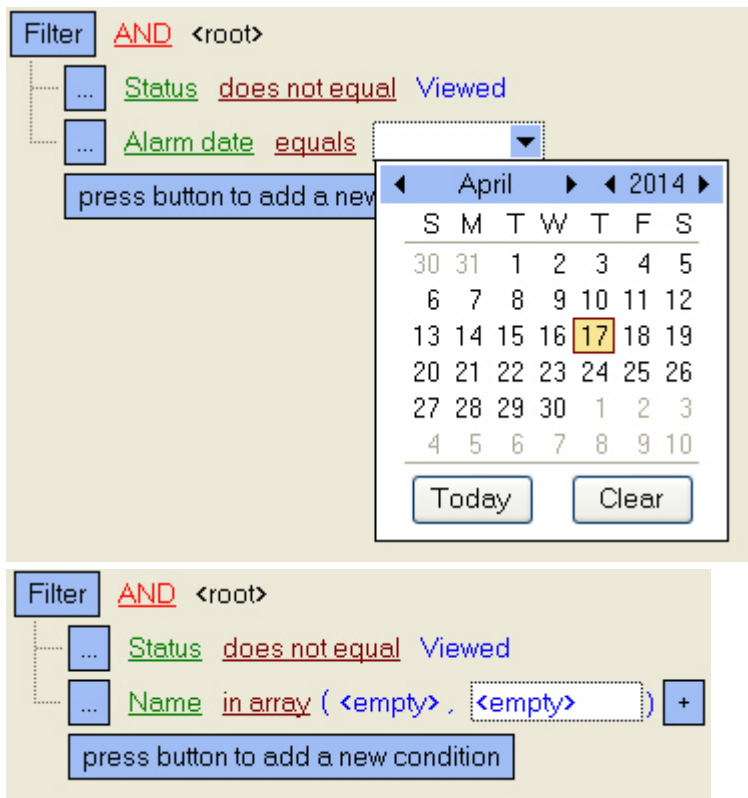 Filter AND <root>
... Status does not equal Viewed
... Alarm date equals
press button to add a new
April 2014
S M T W T F S
30 31 1 2 3 4 5
6 7 8 9 10 11 12
13 14 15 16 17 18 19
20 21 22 23 24 25 26
27 28 29 30 1 2 3
4 5 6 7 8 9 10
Today Clear
Filter AND <root>
... Status does not equal Viewed
... Name in array ( <empty> , <empty> ) +
press button to add a new condition